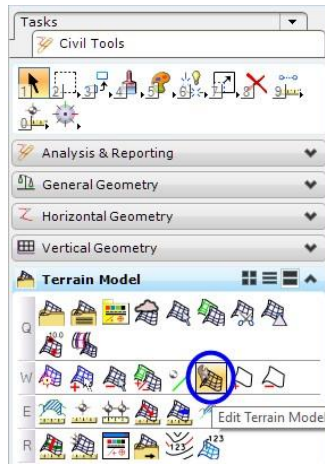 Tasks
Civil Tools
1 2 3 4 5 6 7 8 9
0
Analysis & Reporting
General Geometry
Horizontal Geometry
Vertical Geometry
Terrain Model
Q
W
E
Edit Terrain Model
R